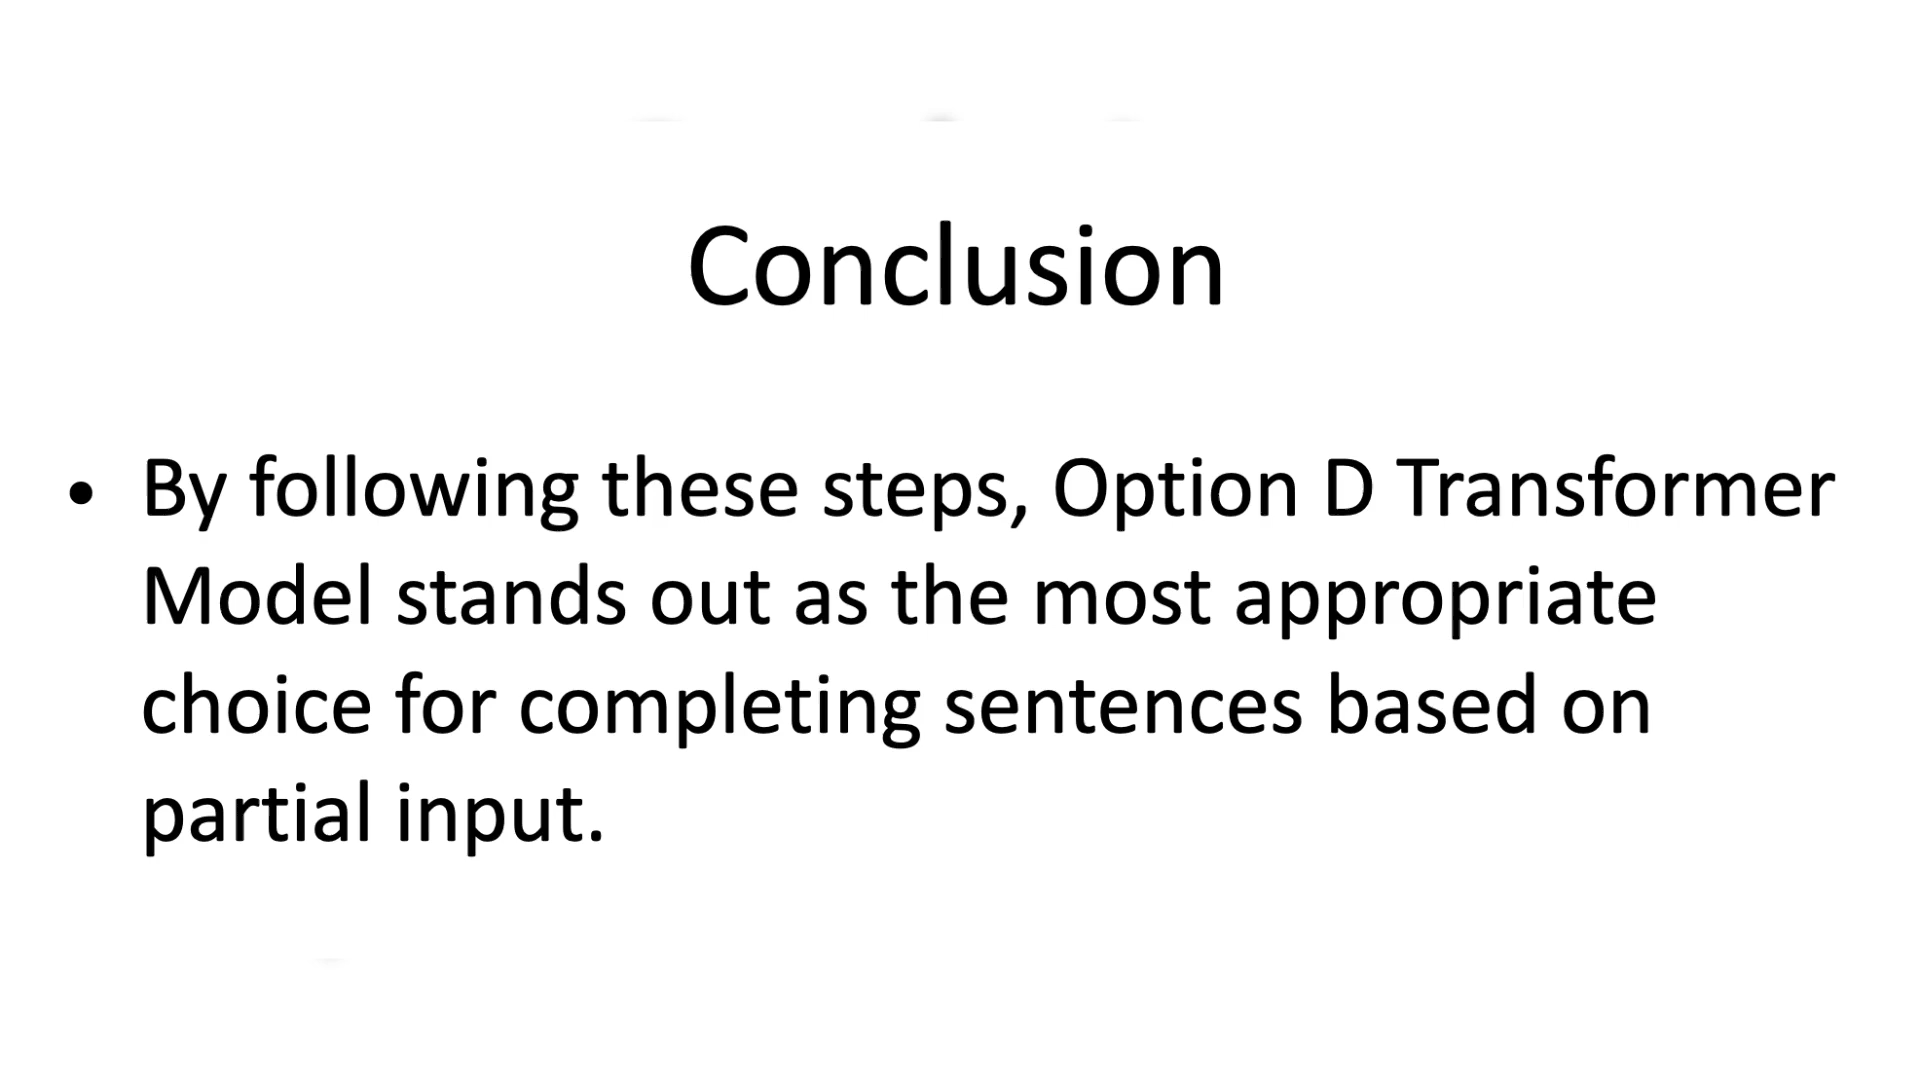 Conclusion
• By following these steps, Option D Transformer
Model stands out as the most appropriate
choice for completing sentences based on
partial input.